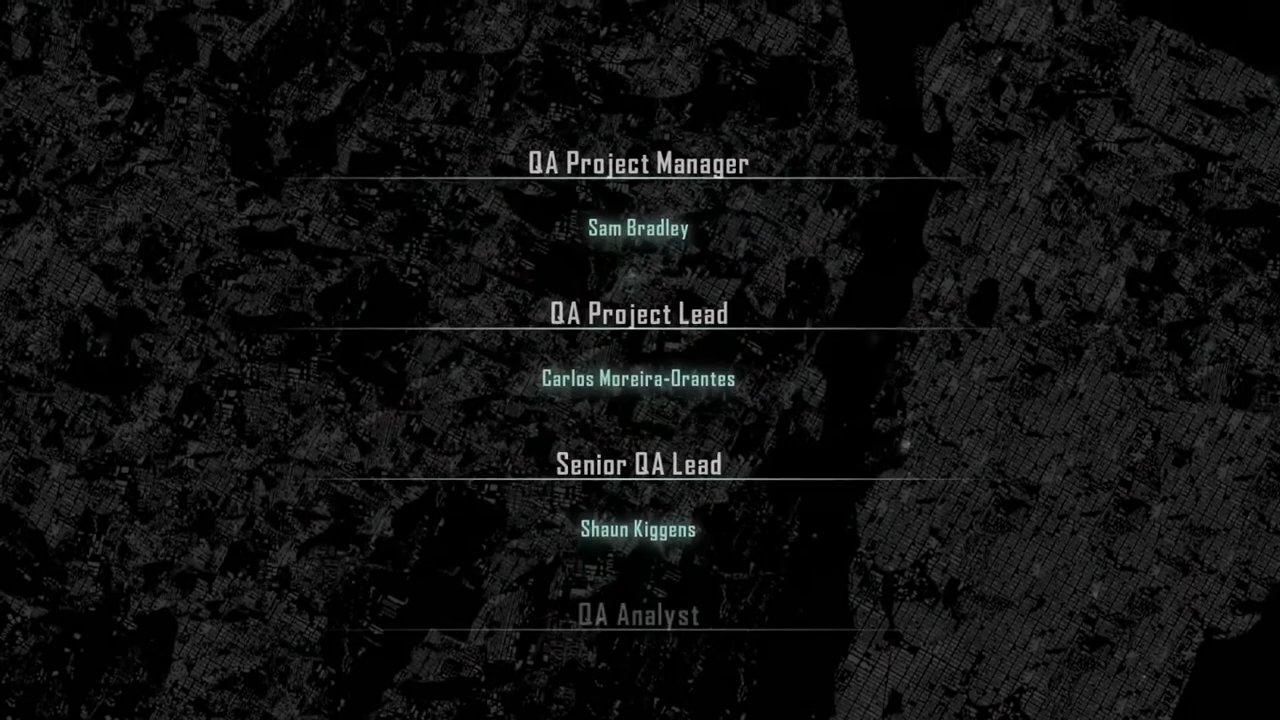 QA Project Manager
Sam Bradley
QA Project Lead
Carlos Moreira-Orantes
Senior QA Lead
Shaun Kiggens
QA Analyst